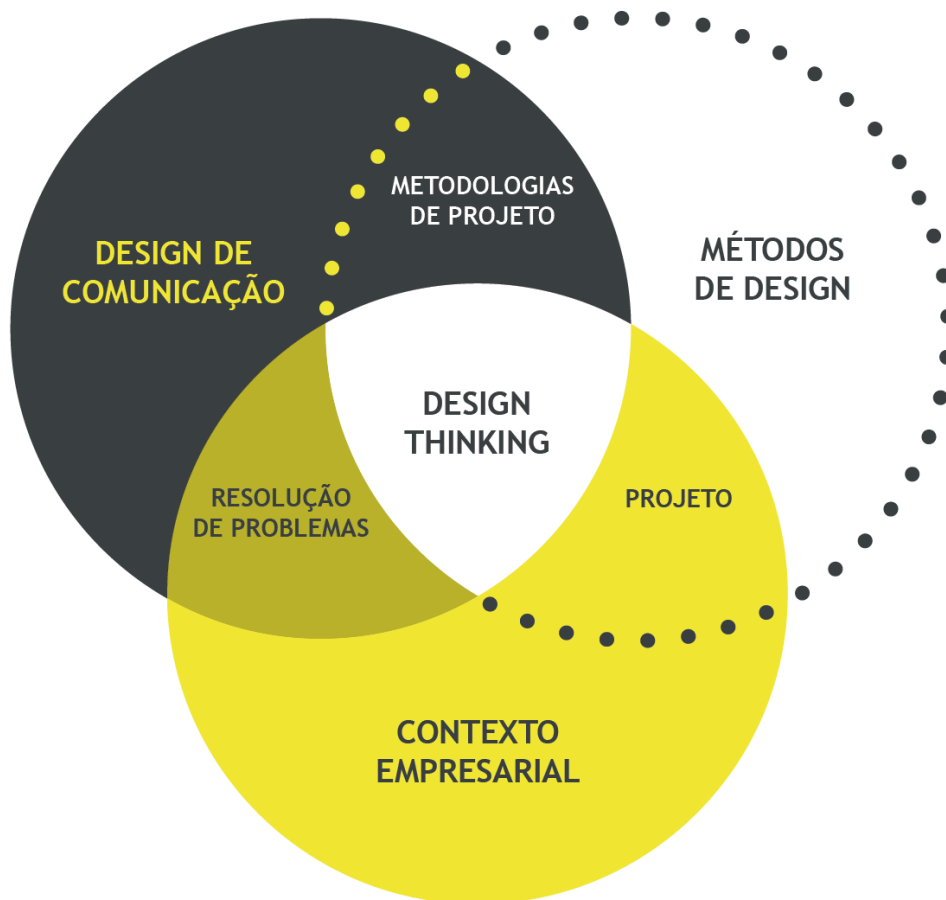 METODOLOGIAS
DE PROJETO
DESIGN DE
COMUNICAÇÃO
MÉTODOS
DE DESIGN
DESIGN
THINKING
RESOLUÇÃO
DE PROBLEMAS
PROJETO
CONTEXTO
EMPRESARIAL